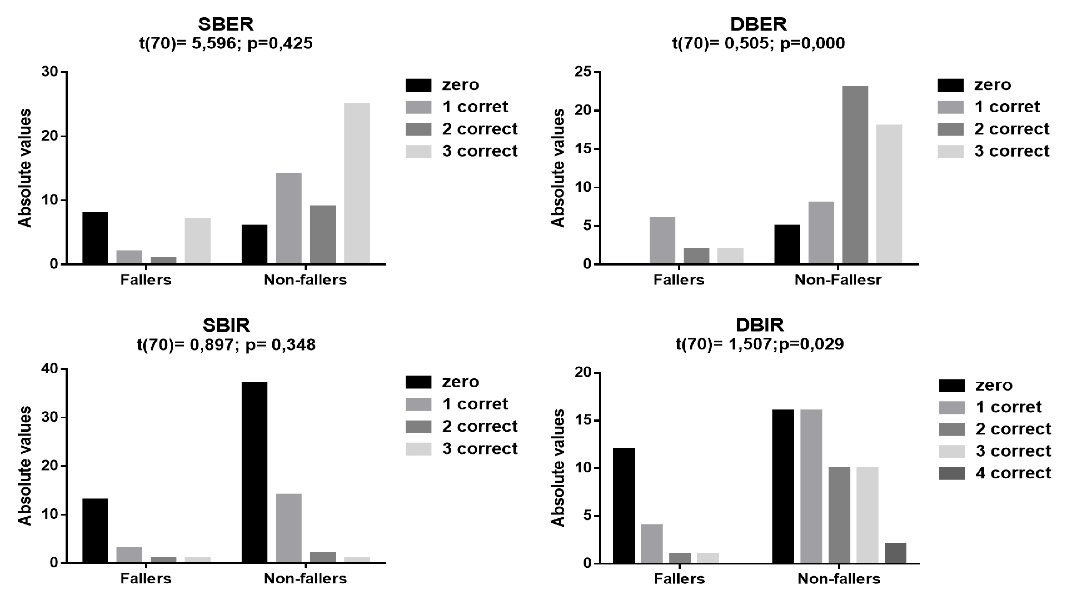 SBER
t(70)= 5,596; p=0,425
30
20
10
0
Absolute values
Fallers
Non-fallers
zero
1 corret
2 correct
3 correct
DBER
t(70)= 0,505; p=0,000
25
20
15
10
5
0
Absolute values
Fallers
Non-Fallesr
zero
1 corret
2 correct
3 correct
SBIR
t(70)= 0,897; p= 0,348
40
30
20
10
0
Absolute values
Fallers
Non-fallers
zero
1 corret
2 correct
3 correct
DBIR
t(70)= 1,507;p=0,029
20
15
10
5
0
Absolute values
Fallers
Non-fallers
zero
1 corret
2 correct
3 correct
4 correct